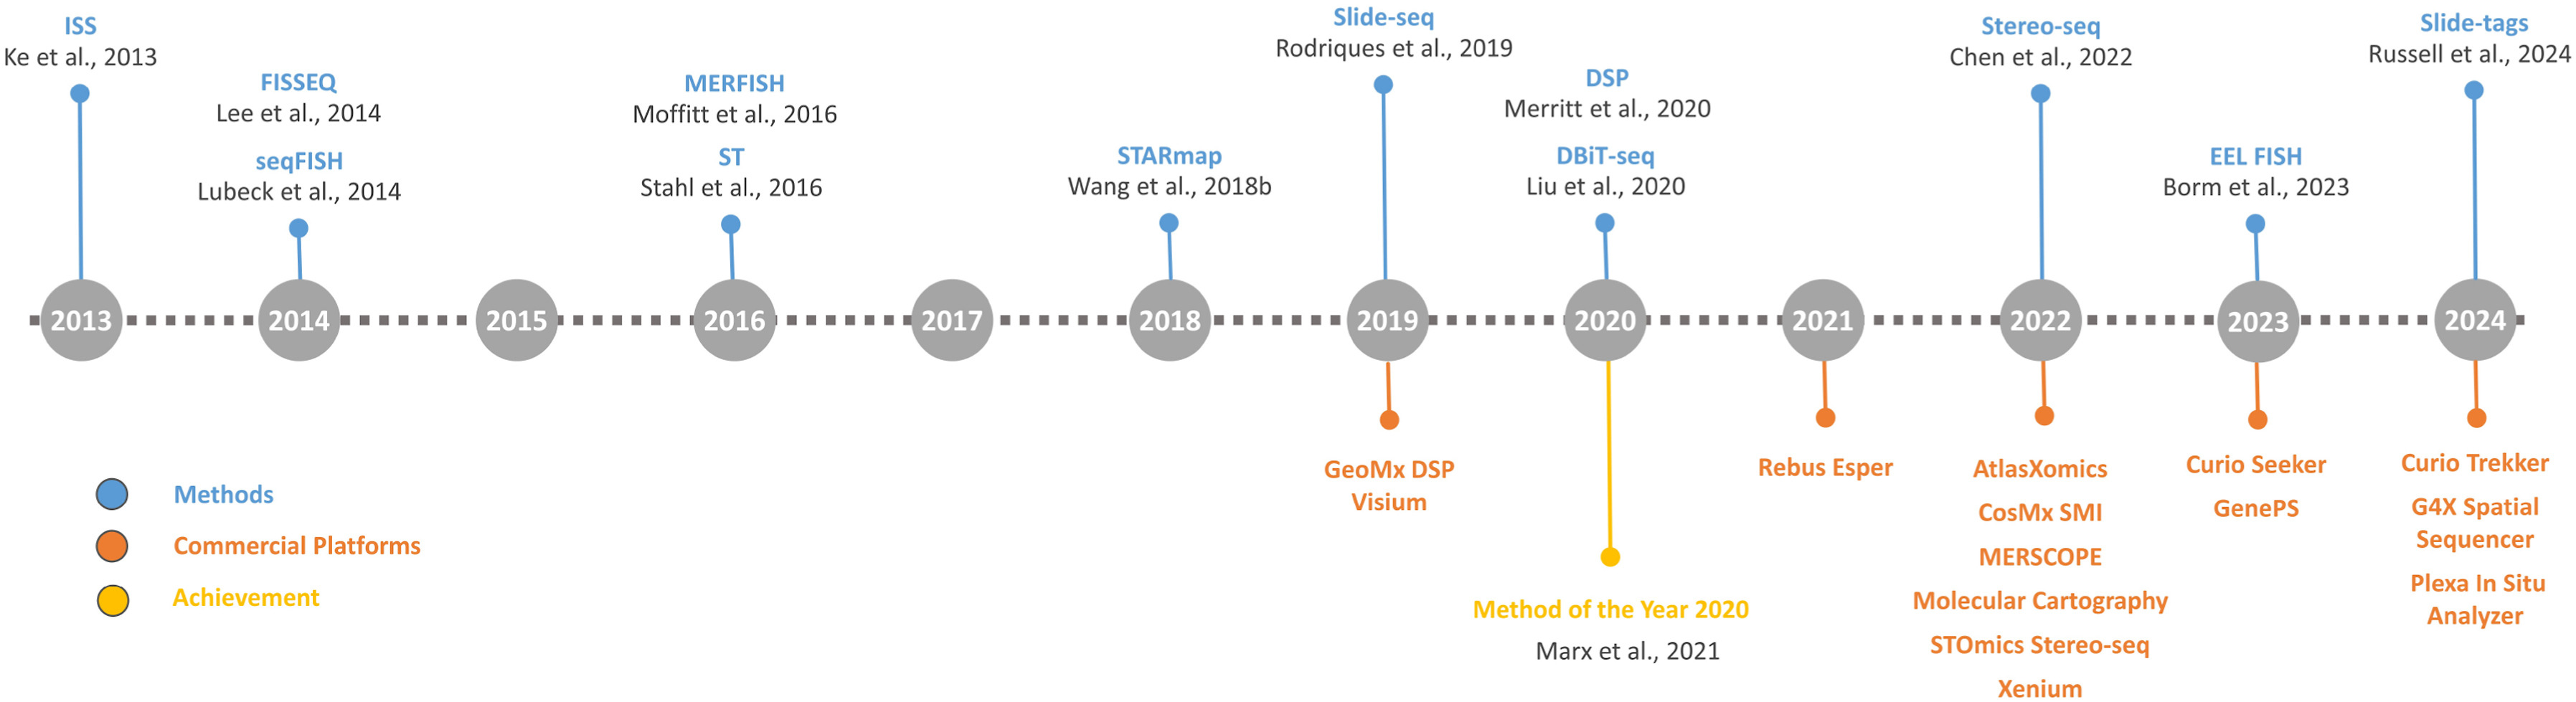 ISS
Ke et al., 2013
FISSEQ
Lee et al., 2014
seqFISH
Lubeck et al., 2014
MERFISH
Moffitt et al., 2016
ST
Stahl et al., 2016
STARmap
Wang et al., 2018b
Slide-seq
Rodriques et al., 2019
DSP
Merritt et al., 2020
DBiT-seq
Liu et al., 2020
Stereo-seq
Chen et al., 2022
EEL FISH
Borm et al., 2023
Slide-tags
Russell et al., 2024
2013
2014
2015
2016
2017
2018
2019
2020
2021
2022
2023
2024
GeoMx DSP
Visium
Method of the Year 2020
Marx et al., 2021
Rebus Esper
AtlasXomics
CosMx SMI
MERSCOPE
Molecular Cartography
STOmics Stereo-seq
Xenium
Curio Seeker
GenePS
Curio Trekker
G4X Spatial
Sequencer
Plexa In Situ
Analyzer
Methods
Commercial Platforms
Achievement